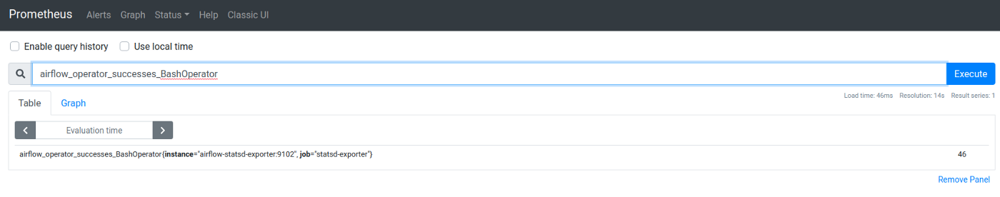 Prometheus Alerts Graph Status Help Classic UI
Enable query history Use local time
airflow_operator_successes_BashOperator Execute
Load time: 46ms Resolution: 14s Result series: 1
Table Graph
Evaluation time
airflow_operator_successes_BashOperator{instance="airflow-statsd-exporter:9102", job="statsd-exporter"} 46
Remove Panel